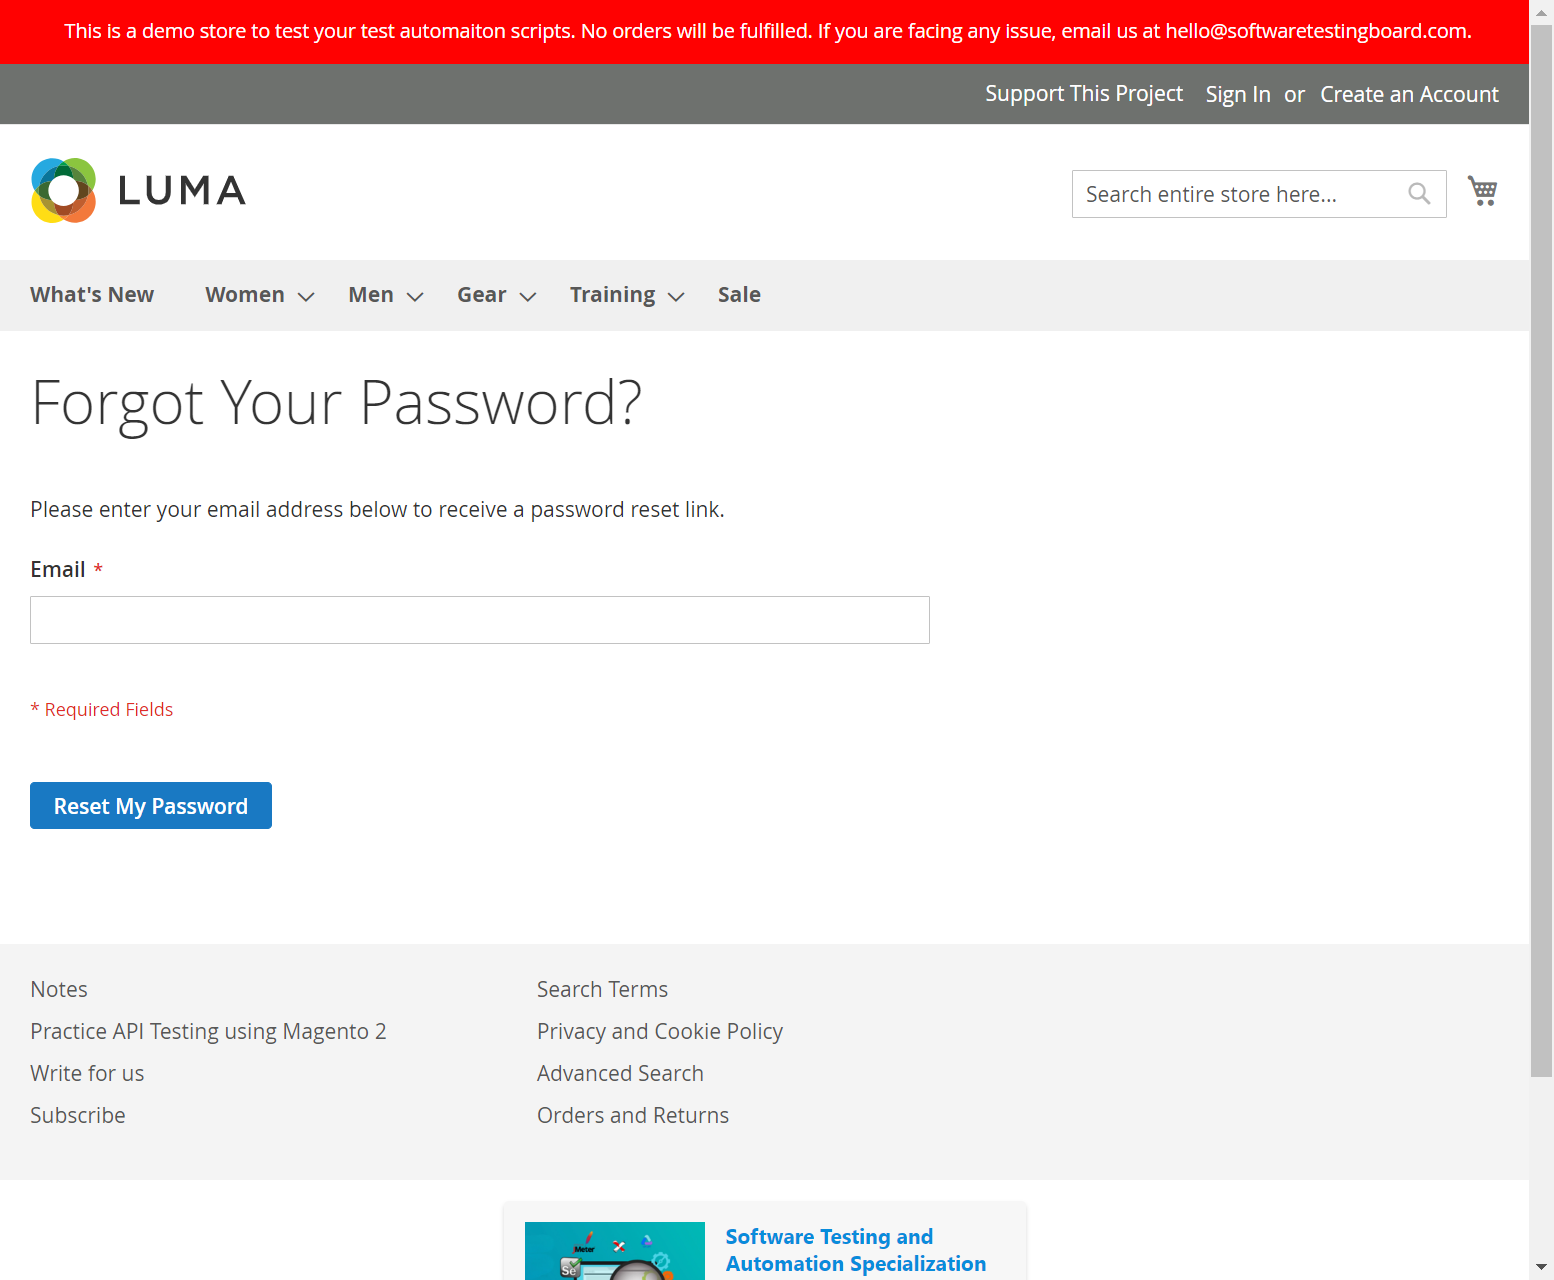 This is a demo store to test your test automaiton scripts. No orders will be fulfilled. If you are facing any issue, email us at hello@softwaretestingboard.com.
Support This Project Sign In or Create an Account
LUMA
Search entire store here...
What's New Women Men Gear Training Sale
Forgot Your Password?
Please enter your email address below to receive a password reset link.
Email *
* Required Fields
Reset My Password
Notes
Practice API Testing using Magento 2
Write for us
Subscribe
Search Terms
Privacy and Cookie Policy
Advanced Search
Orders and Returns
Meter
Se
Software Testing and
Automation Specialization